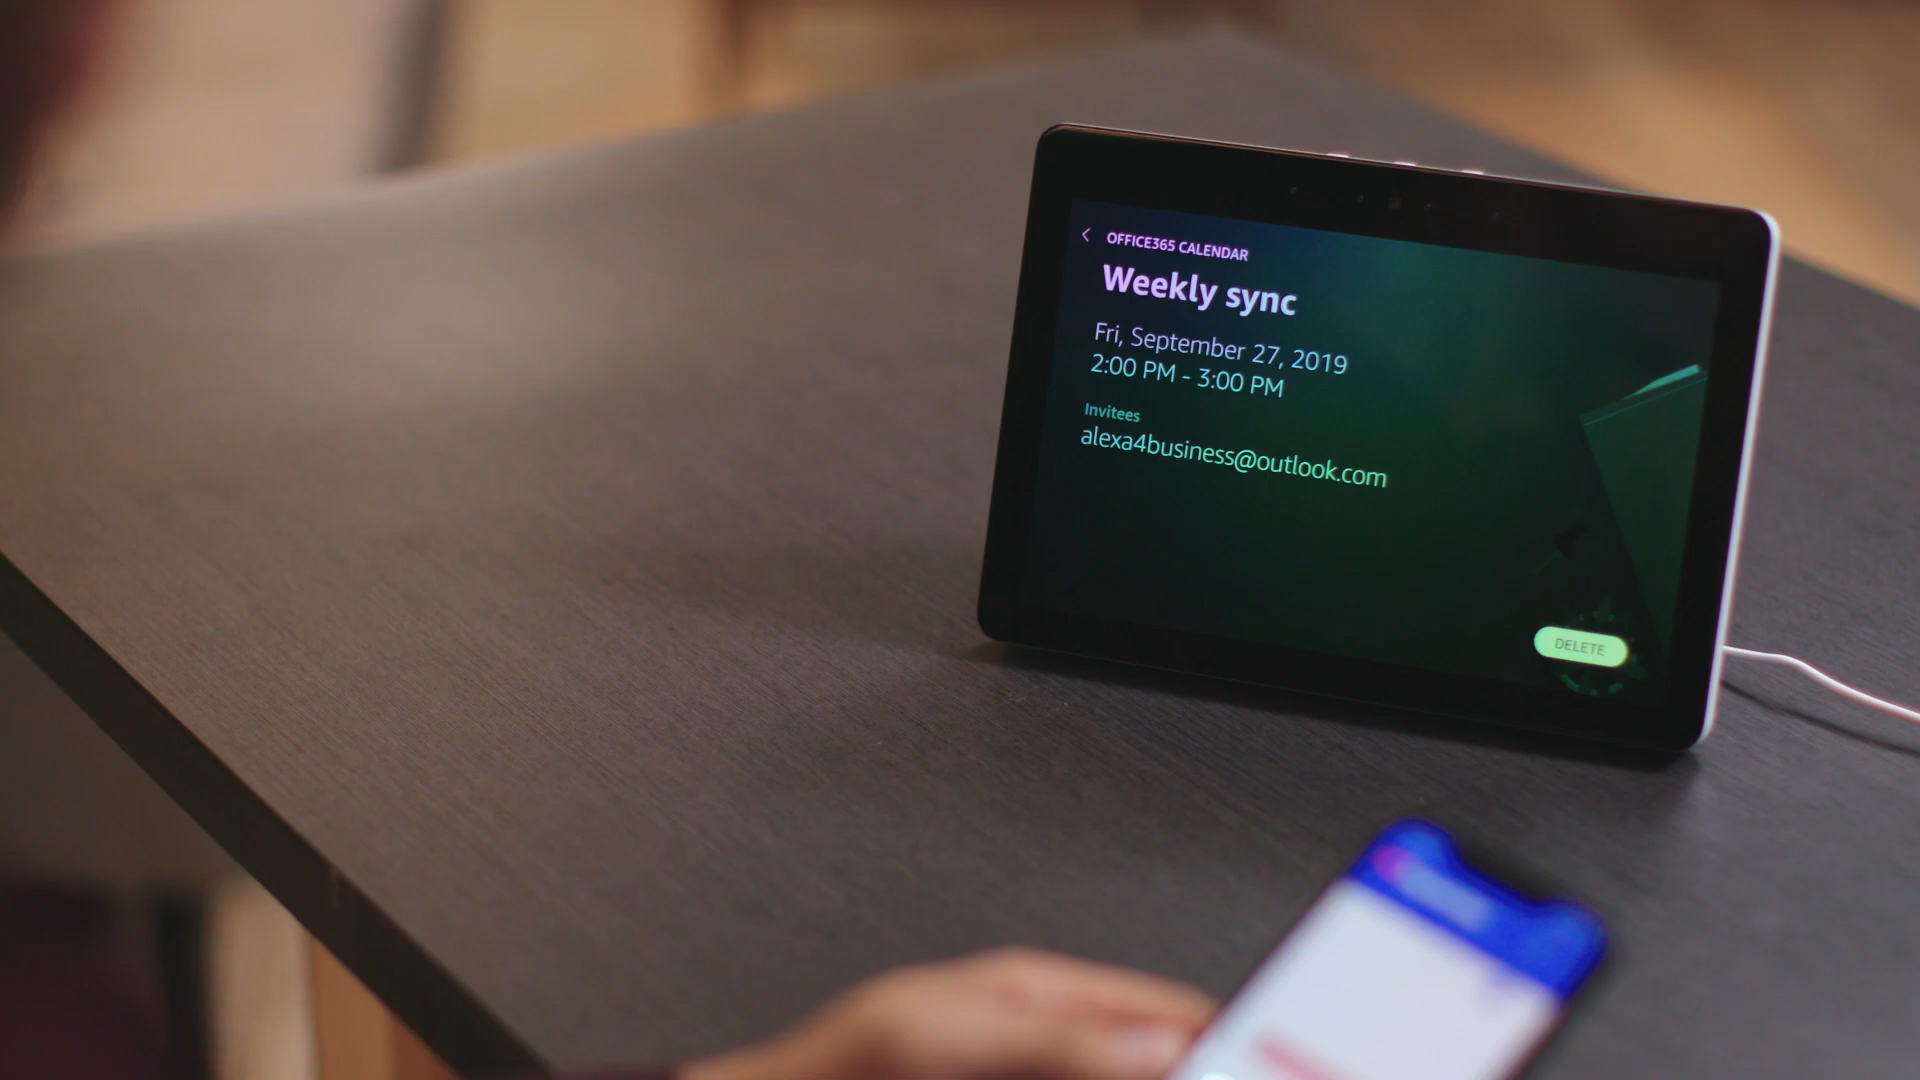 OFFICE365 CALENDAR
Weekly sync
Fri, September 27, 2019
2:00 PM - 3:00 PM
Invitees
alexa4business@outlook.com
DELETE